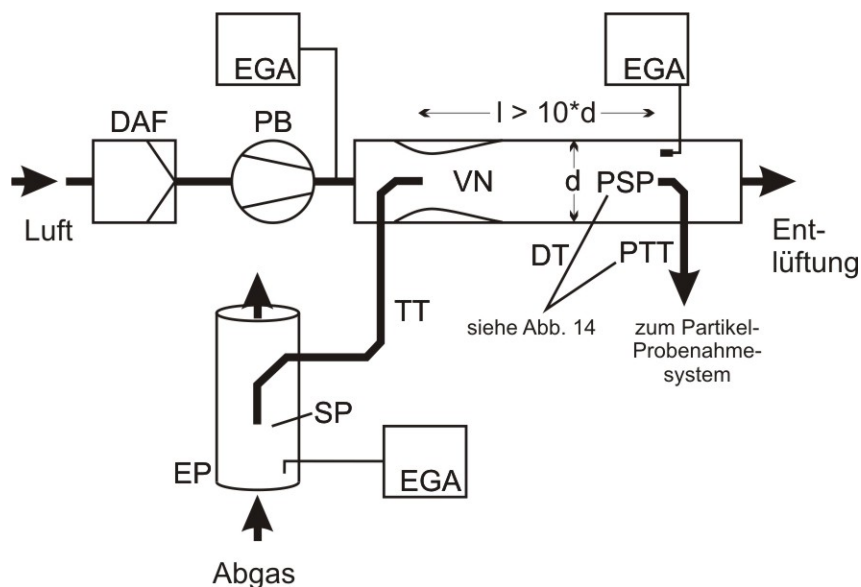 EGA
EGA
l > 10*d
DAF
PB
VN
d
PSP
Luft
DT
PTT
Ent-
lüftung
TT
siehe Abb. 14
zum Partikel-
Probenahme-
system
SP
EP
EGA
Abgas